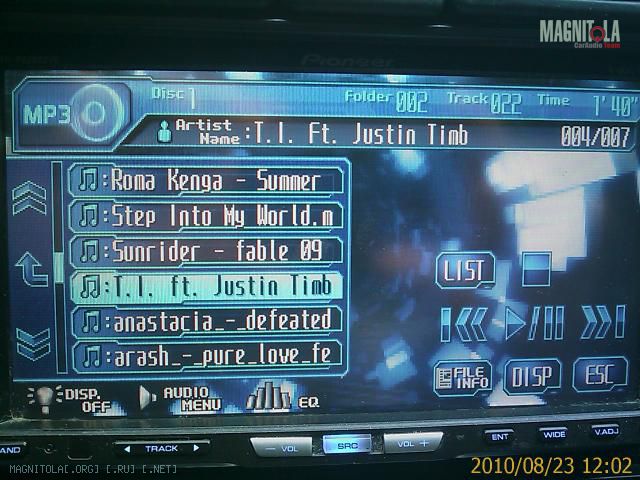 MAGNITOLA
CarAudio Team
Pioneer
MP3
Disc 1 Folder 002 Track 022 Time 1'40"
Artist Name :T.I. Ft. Justin Timb 004/007
:Roma Kenga - Summer
:Step Into My World.m
:Sunrider - fable 09
:T.I. ft. Justin Timb
:anastacia_-_defeated
:arash_-_pure_love_fe
LIST
FILE INFO DISP ESC
DISP. OFF AUDIO MENU EQ
AND TRACK − VOL SRC VOL + ENT WIDE V.ADJ
MAGNITOLA[.ORG] [.RU] [.NET]
2010/08/23 12:02